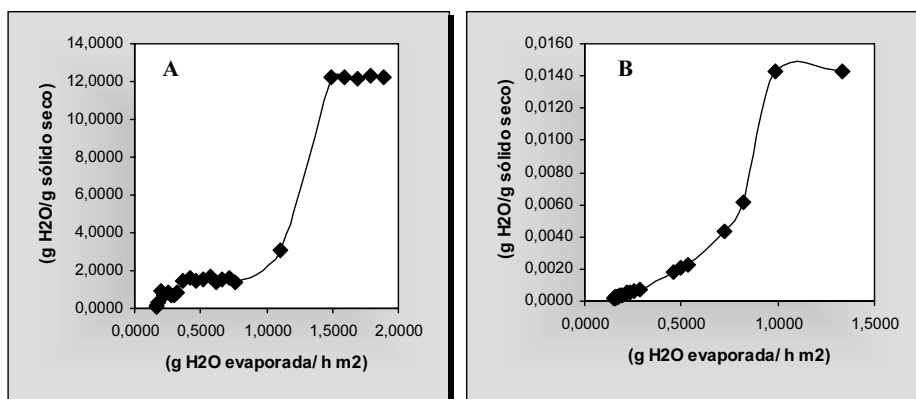 A
(g H2O/g sólido seco)
14,0000
12,0000
10,0000
8,0000
6,0000
4,0000
2,0000
0,0000
0,0000 0,5000 1,0000 1,5000 2,0000
(g H2O evaporada/ h m2)
B
(g H2O/g sólido seco)
0,0160
0,0140
0,0120
0,0100
0,0080
0,0060
0,0040
0,0020
0,0000
0,0000 0,5000 1,0000 1,5000
(g H2O evaporada/ h m2)